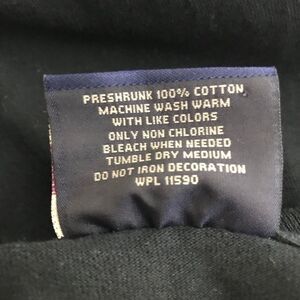 PRESHRUNK 100% COTTON
MACHINE WASH WARM
WITH LIKE COLORS
ONLY NON CHLORINE
BLEACH WHEN NEEDED
TUMBLE DRY MEDIUM
DO NOT IRON DECORATION
WPL 11590